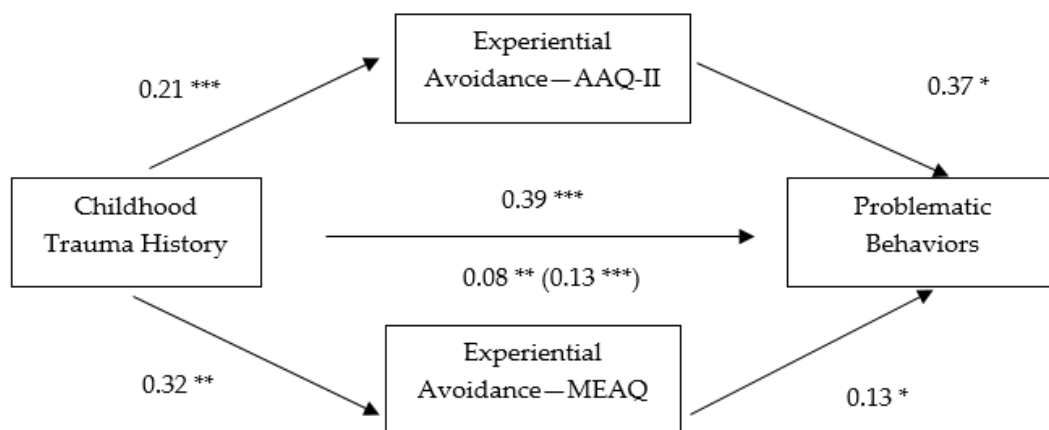 Experiential
Avoidance—AAQ-II
0.21 ***
0.37 *
Childhood
Trauma History
0.39 ***
0.08 ** (0.13 ***)
Problematic
Behaviors
Experiential
Avoidance—MEAQ
0.32 **
0.13 *